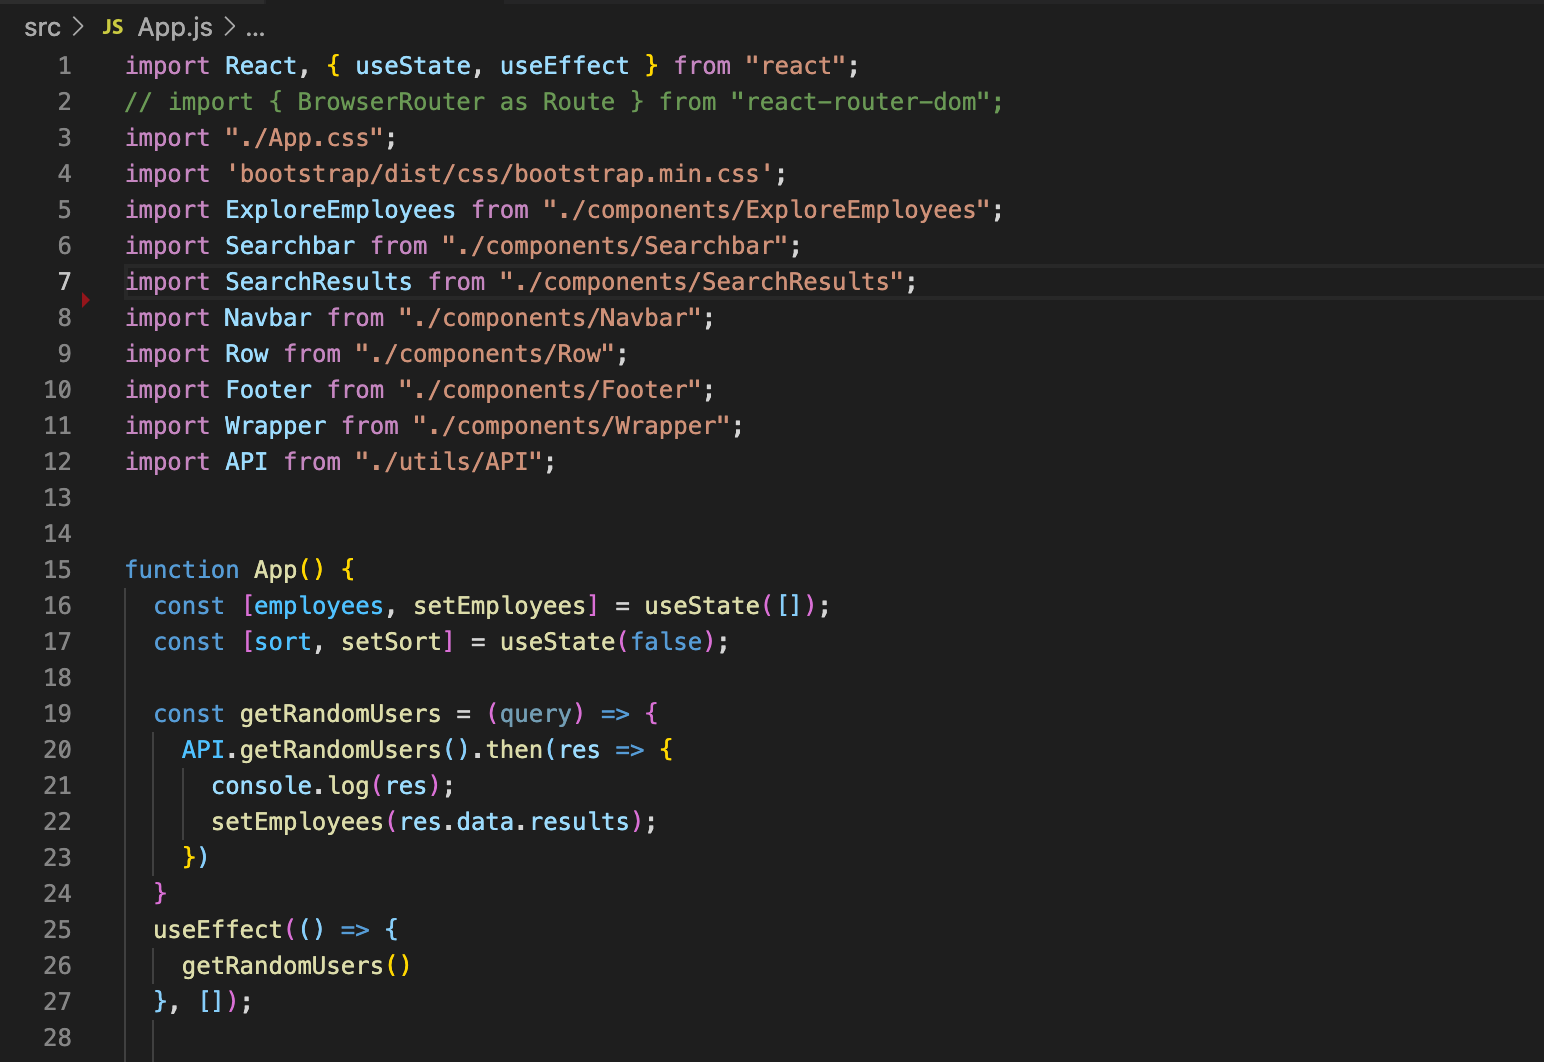 src > JS App.js > ...
1 import React, { useState, useEffect } from "react";
2 // import { BrowserRouter as Route } from "react-router-dom";
3 import "./App.css";
4 import 'bootstrap/dist/css/bootstrap.min.css';
5 import ExploreEmployees from "./components/ExploreEmployees";
6 import Searchbar from "./components/Searchbar";
7 import SearchResults from "./components/SearchResults";
8 import Navbar from "./components/Navbar";
9 import Row from "./components/Row";
10 import Footer from "./components/Footer";
11 import Wrapper from "./components/Wrapper";
12 import API from "./utils/API";
13
14
15 function App() {
16   const [employees, setEmployees] = useState([]);
17   const [sort, setSort] = useState(false);
18
19   const getRandomUsers = (query) => {
20     API.getRandomUsers().then(res => {
21       console.log(res);
22       setEmployees(res.data.results);
23     })
24   }
25   useEffect(() => {
26     getRandomUsers()
27   }, []);
28